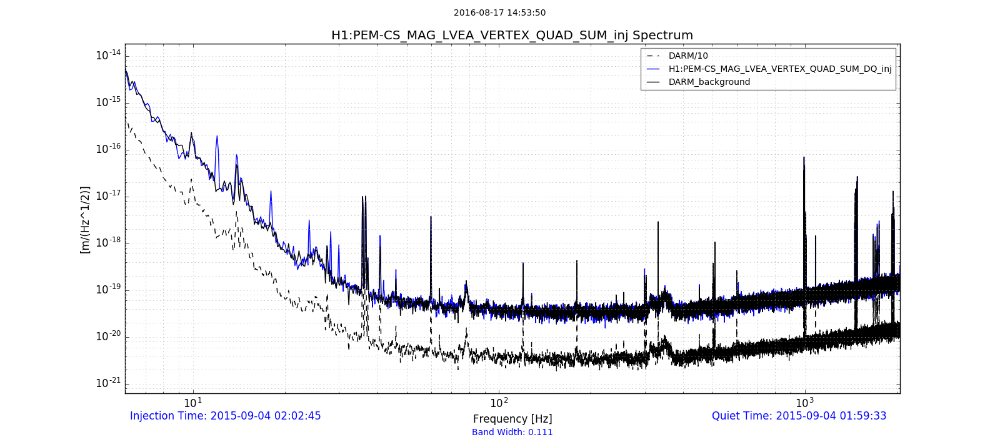 2016-08-17 14:53:50
H1:PEM-CS_MAG_LVEA_VERTEX_QUAD_SUM_inj Spectrum
DARM/10
H1:PEM-CS_MAG_LVEA_VERTEX_QUAD_SUM_DQ_inj
DARM_background
[m/(Hz^1/2)]
10^-14
10^-15
10^-16
10^-17
10^-18
10^-19
10^-20
10^-21
10^1 10^2 10^3
Injection Time: 2015-09-04 02:02:45
Frequency [Hz]
Quiet Time: 2015-09-04 01:59:33
Band Width: 0.111